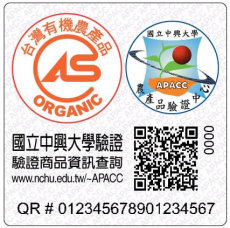 台灣有機農產品
AS
ORGANIC
國立中興大學
APACC
農產品驗證中心
國立中興大學驗證
驗證商品資訊查詢
www.nchu.edu.tw/~APACC
0000
QR # 012345678901234567